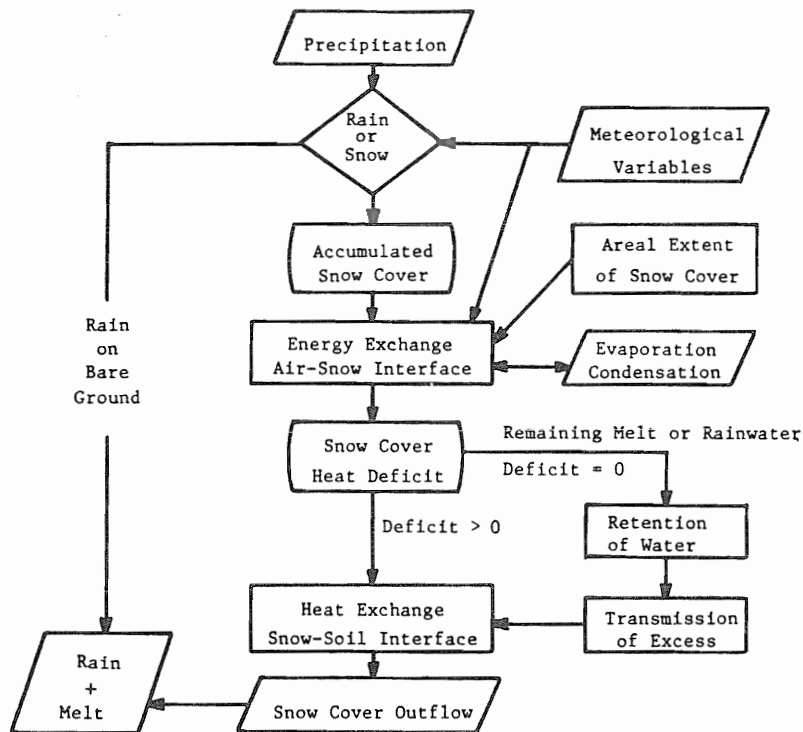 Precipitation
Rain
or
Snow
Meteorological
Variables
Accumulated
Snow Cover
Areal Extent
of Snow Cover
Rain
on
Bare
Ground
Energy Exchange
Air-Snow Interface
Evaporation
Condensation
Snow Cover
Heat Deficit
Remaining Melt or Rainwater
Deficit = 0
Deficit > 0
Retention
of Water
Heat Exchange
Snow-Soil Interface
Transmission
of Excess
Rain
+
Melt
Snow Cover Outflow